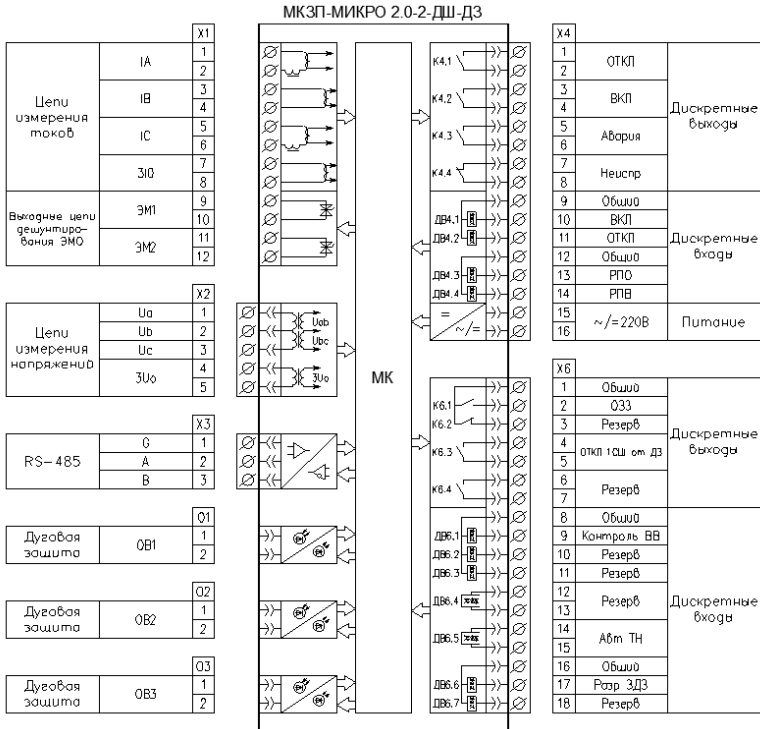 МКЗП-МИКРО 2.0-2-ДШ-ДЗ
X1
Цепи
измерения
токов
IA
1
2
IB
3
4
IC
5
6
3I0
7
8
Выходные цепи
дешунтиро-
вания ЭМО
ЭМ1
9
10
ЭМ2
11
12
X2
Цепи
измерения
напряжений
Ua
1
Ub
2
Uc
3
3Uo
4
5
Uab
Ubc
3Uo
X3
RS-485
G
1
A
2
B
3
O1
Дуговая
защита
OB1
1
2
O2
Дуговая
защита
OB2
1
2
O3
Дуговая
защита
OB3
1
2
МК
K4.1
K4.2
K4.3
K4.4
ДВ4.1
ДВ4.2
ДВ4.3
ДВ4.4
=
~/=
K6.1
K6.2
K6.3
K6.4
ДВ6.1
ДВ6.2
ДВ6.3
ДВ6.4
ДВ6.5
ДВ6.6
ДВ6.7
X4
1
2
ОТКЛ
3
4
ВКЛ
5
6
Авария
7
8
Неиспр
Дискретные
выходы
9
Общий
10
ВКЛ
11
ОТКЛ
12
Общий
13
РПО
14
РПВ
Дискретные
входы
15
16
~/=220В
Питание
X6
1
Общий
2
ОЗЗ
3
Резерв
4
5
ОТКЛ 1СШ от ДЗ
6
7
Резерв
Дискретные
выходы
8
Общий
9
Контроль ВВ
10
Резерв
11
Резерв
12
13
Резерв
14
15
Авт ТН
16
Общий
17
Разр ЗДЗ
18
Резерв
Дискретные
входы